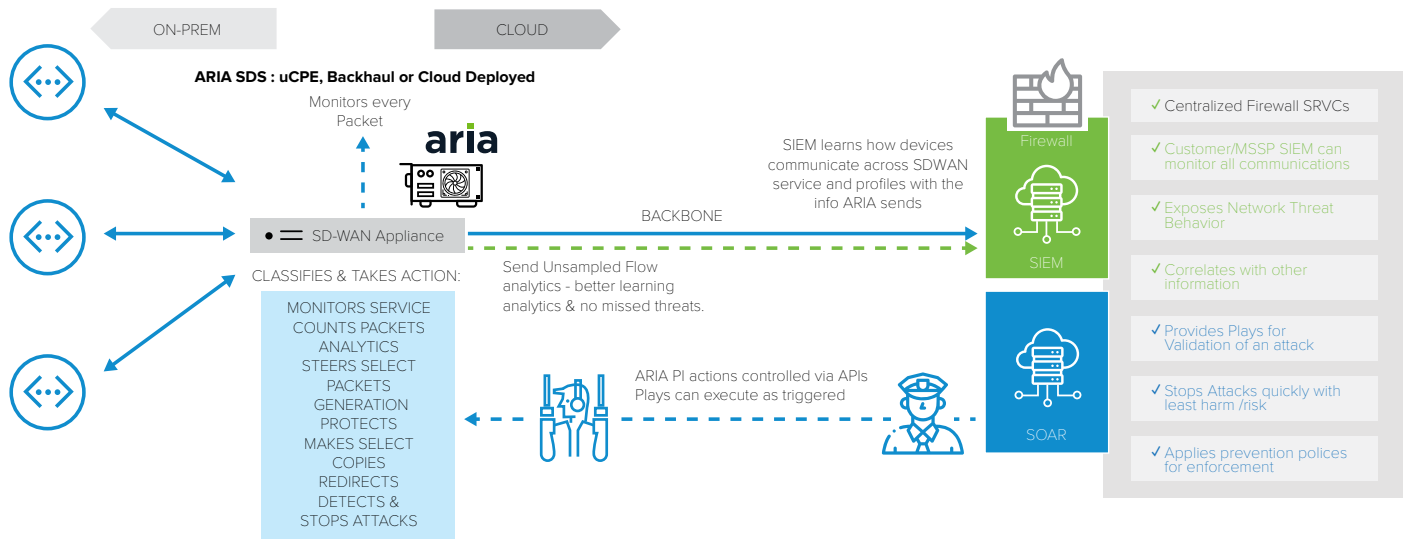 ON-PREM
CLOUD
ARIA SDS : uCPE, Backhaul or Cloud Deployed
Monitors every
Packet
aria
SD-WAN Appliance
CLASSIFIES & TAKES ACTION:
MONITORS SERVICE
COUNTS PACKETS
ANALYTICS
STEERS SELECT
PACKETS
GENERATION
PROTECTS
MAKES SELECT
COPIES
REDIRECTS
DETECTS &
STOPS ATTACKS
BACKBONE
Send Unsampled Flow
analytics - better learning
analytics & no missed threats.
SIEM learns how devices
communicate across SDWAN
service and profiles with the
info ARIA sends
ARIA PI actions controlled via APIs
Plays can execute as triggered
Firewall
SIEM
SOAR
✓ Centralized Firewall SRVCs
✓ Customer/MSSP SIEM can
monitor all communications
✓ Exposes Network Threat
Behavior
✓ Correlates with other
information
✓ Provides Plays for
Validation of an attack
✓ Stops Attacks quickly with
least harm /risk
✓ Applies prevention polices
for enforcement